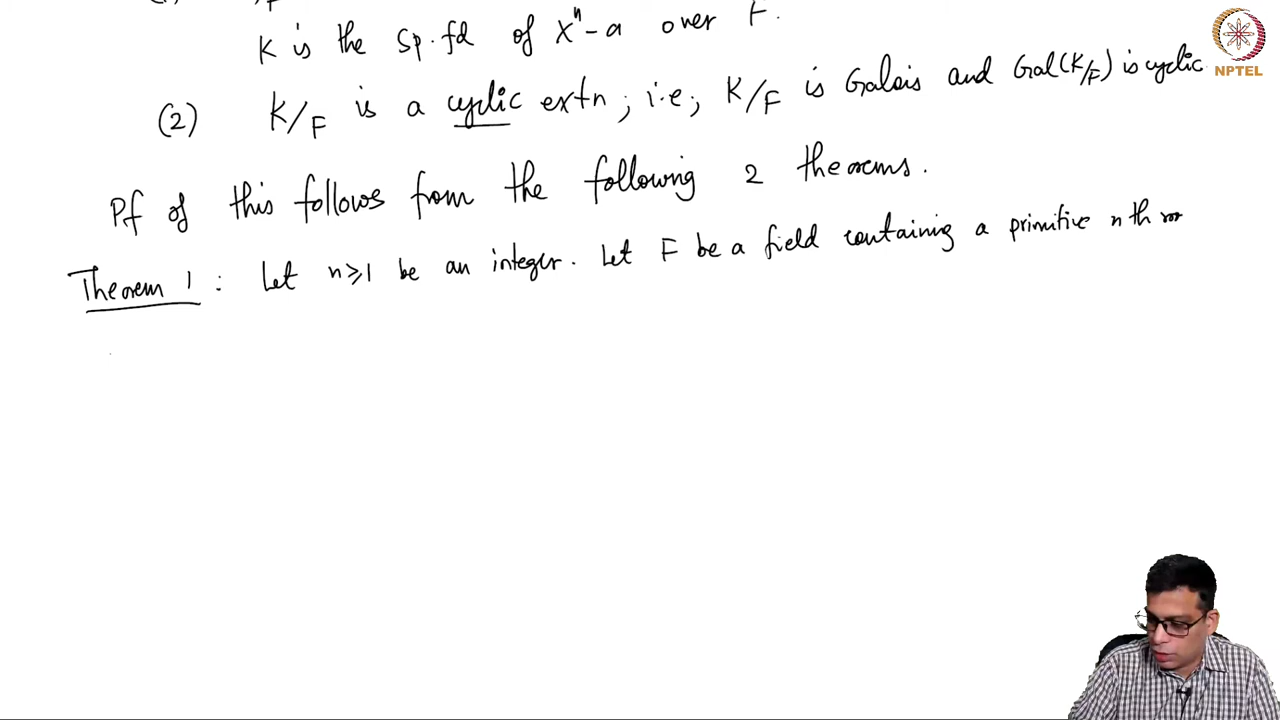 K is the sp. fd of X^n - a over F.
NPTEL
(2) K/F is a cyclic extn ; i.e; K/F is Galois and Gal(K/F) is cyclic.
Pf of this follows from the following 2 theorems.
Theorem 1 : Let n≥1 be an integer. Let F be a field containing a primitive nth